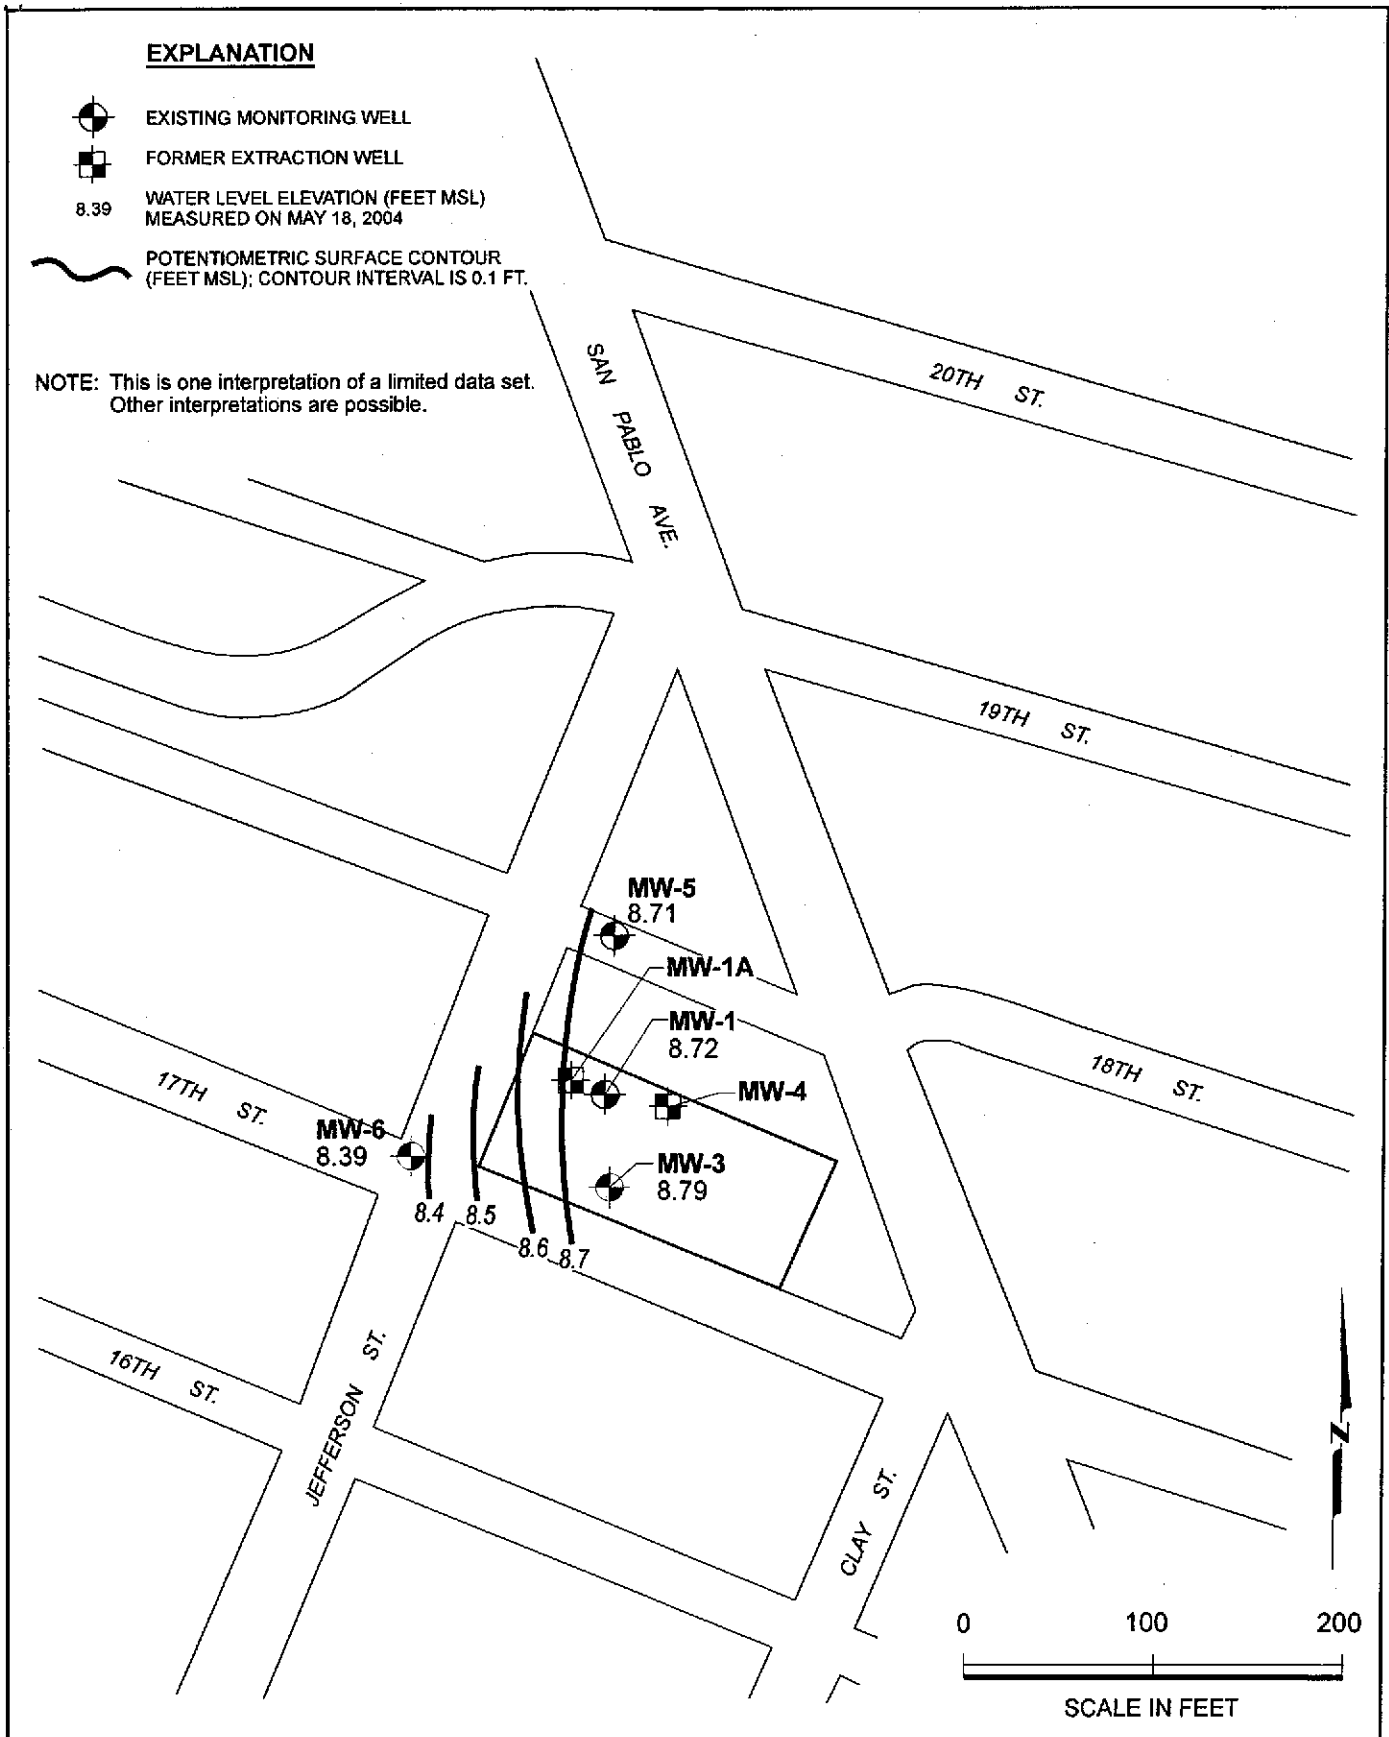 EXPLANATION
EXISTING MONITORING WELL
FORMER EXTRACTION WELL
8.39 WATER LEVEL ELEVATION (FEET MSL)
MEASURED ON MAY 18, 2004
POTENTIOMETRIC SURFACE CONTOUR
(FEET MSL); CONTOUR INTERVAL IS 0.1 FT.
NOTE: This is one interpretation of a limited data set.
Other interpretations are possible.
SAN PABLO AVE.
20TH ST.
19TH ST.
MW-5
8.71
MW-1A
MW-1
8.72
MW-4
18TH ST.
17TH ST.
MW-6
8.39
MW-3
8.79
8.4
8.5
8.6
8.7
16TH ST.
JEFFERSON ST.
CLAY ST.
N
0 100 200
SCALE IN FEET